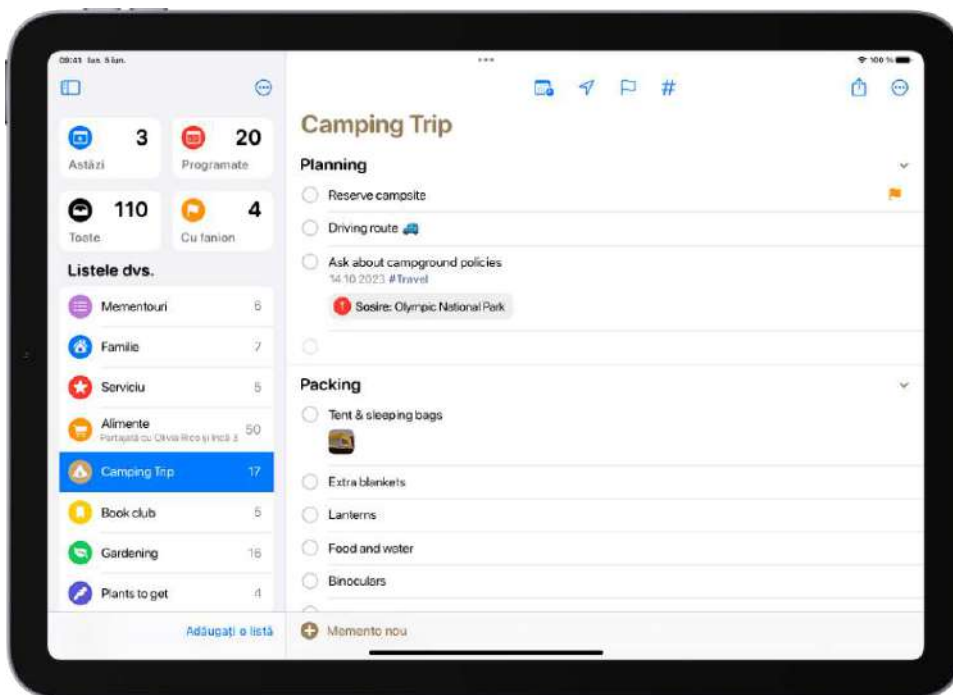 09:41 lun. 5 iun.
100 %
3
Astăzi
20
Programate
110
Toate
4
Cu fanion
Listele dvs.
Mementouri 6
Familie 7
Serviciu 5
Alimente 50
Partajată cu Olivia Rico și încă 3
Camping Trip 17
Book club 5
Gardening 16
Plants to get 4
Adăugați o listă
#
Camping Trip
Planning
Reserve campsite
Driving route
Ask about campground policies
14.10.2023 #Travel
Sosire: Olympic National Park
Packing
Tent & sleeping bags
Extra blankets
Lanterns
Food and water
Binoculars
Memento nou